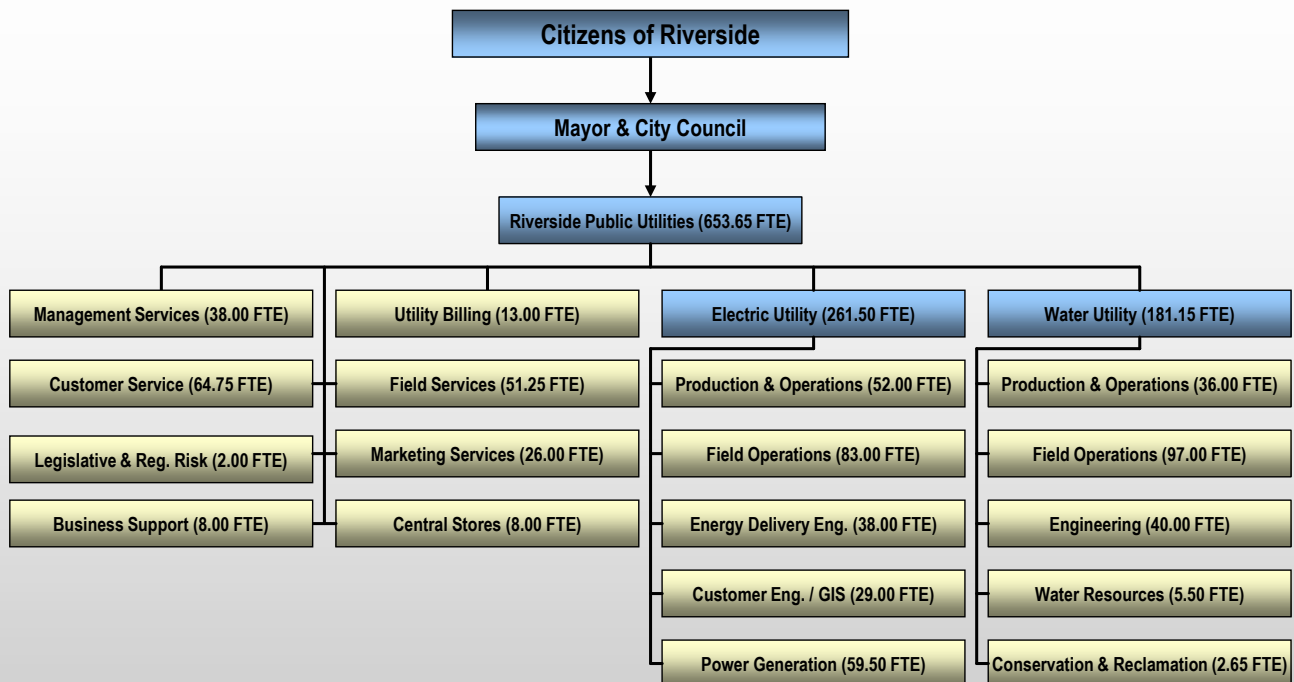 Citizens of Riverside
Mayor & City Council
Riverside Public Utilities (653.65 FTE)
Management Services (38.00 FTE)
Utility Billing (13.00 FTE)
Electric Utility (261.50 FTE)
Water Utility (181.15 FTE)
Customer Service (64.75 FTE)
Field Services (51.25 FTE)
Production & Operations (52.00 FTE)
Production & Operations (36.00 FTE)
Legislative & Reg. Risk (2.00 FTE)
Marketing Services (26.00 FTE)
Field Operations (83.00 FTE)
Field Operations (97.00 FTE)
Business Support (8.00 FTE)
Central Stores (8.00 FTE)
Energy Delivery Eng. (38.00 FTE)
Engineering (40.00 FTE)
Customer Eng. / GIS (29.00 FTE)
Water Resources (5.50 FTE)
Power Generation (59.50 FTE)
Conservation & Reclamation (2.65 FTE)